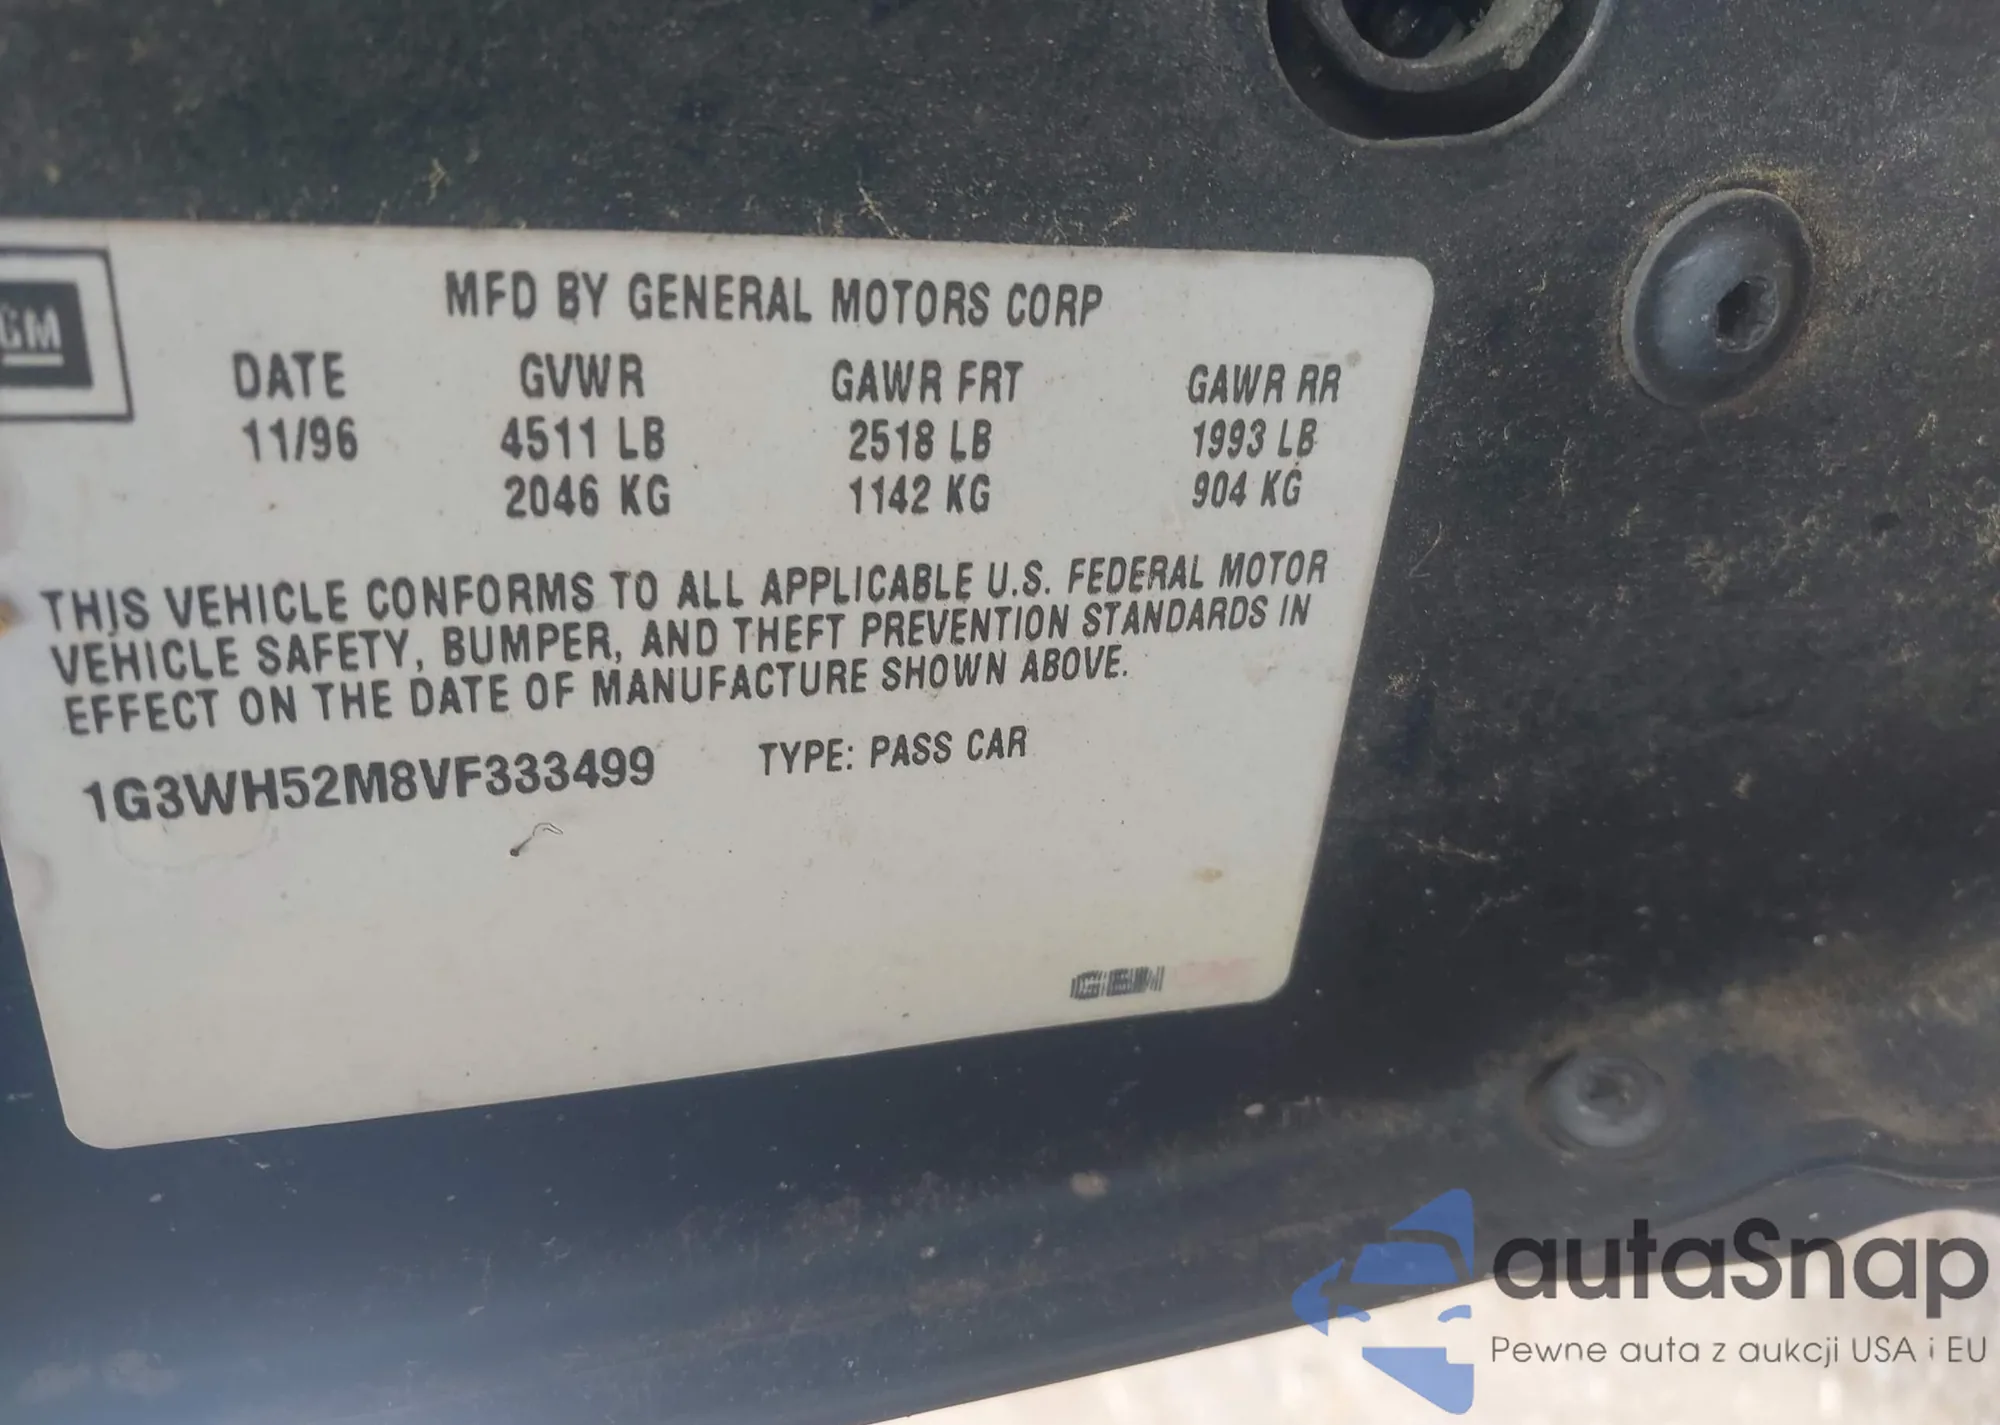 GM
MFD BY GENERAL MOTORS CORP
DATE GVWR GAWR FRT GAWR RR
11/96 4511 LB 2518 LB 1993 LB
2046 KG 1142 KG 904 KG
THIS VEHICLE CONFORMS TO ALL APPLICABLE U.S. FEDERAL MOTOR
VEHICLE SAFETY, BUMPER, AND THEFT PREVENTION STANDARDS IN
EFFECT ON THE DATE OF MANUFACTURE SHOWN ABOVE.
1G3WH52M8VF333499 TYPE: PASS CAR
autaSnap
Pewne auta z aukcji USA i EU